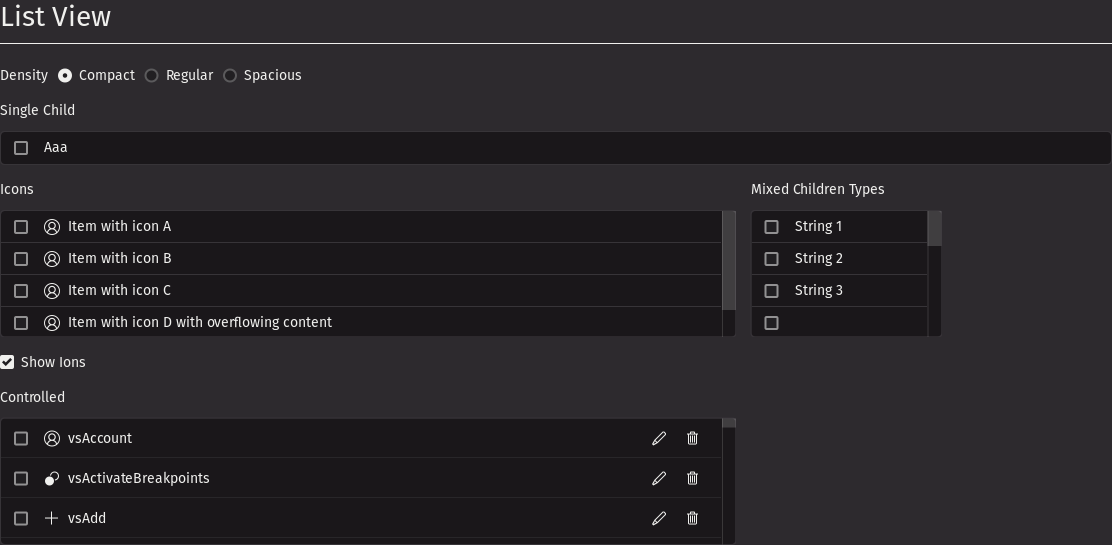 List View
Density Compact Regular Spacious
Single Child
Aaa
Icons
Item with icon A
Item with icon B
Item with icon C
Item with icon D with overflowing content
Mixed Children Types
String 1
String 2
String 3
Show Ions
Controlled
vsAccount
vsActivateBreakpoints
vsAdd